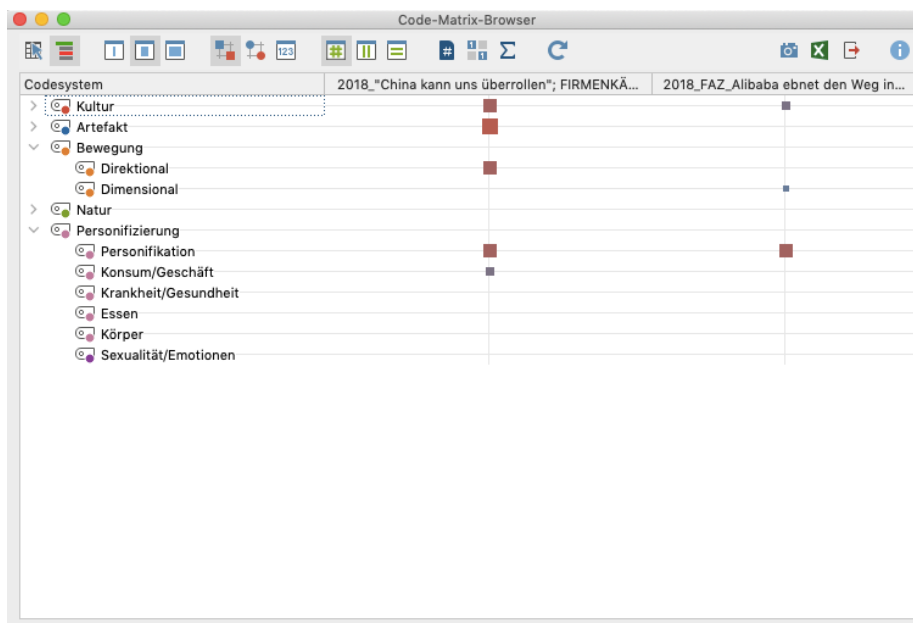 Code-Matrix-Browser
123
Σ
Codesystem 2018_"China kann uns überrollen"; FIRMENKÄ... 2018_FAZ_Alibaba ebnet den Weg in...
Kultur
Artefakt
Bewegung
Direktional
Dimensional
Natur
Personifizierung
Personifikation
Konsum/Geschäft
Krankheit/Gesundheit
Essen
Körper
Sexualität/Emotionen